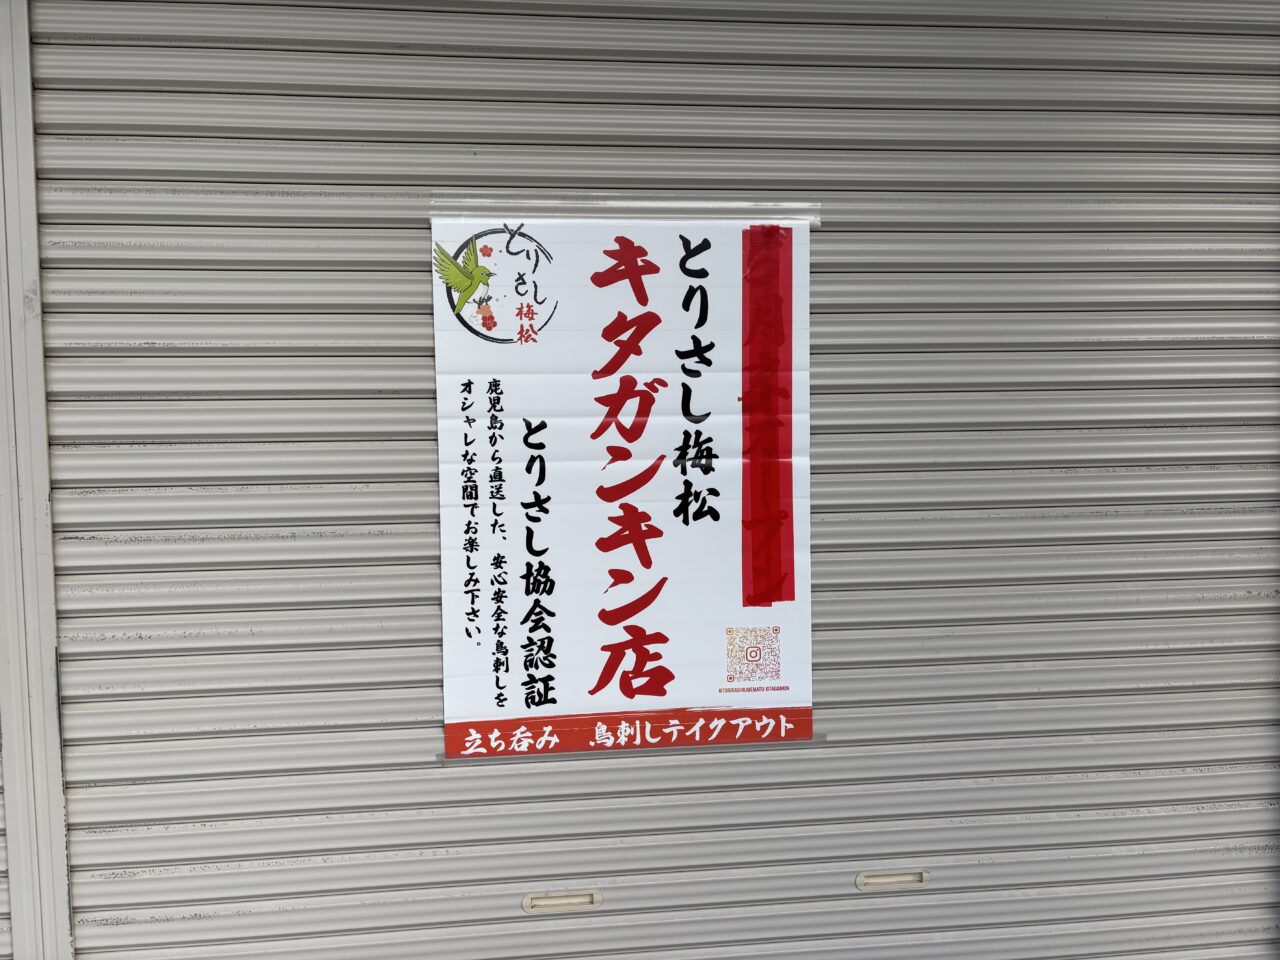 とりさし梅松
キタガンキン店
とりさし協会認証
鹿児島から直送した、安心安全な鳥刺しを
オシャレな空間でお楽しみ下さい。
とりさし
梅松
立ち呑み　鳥刺しテイクアウト